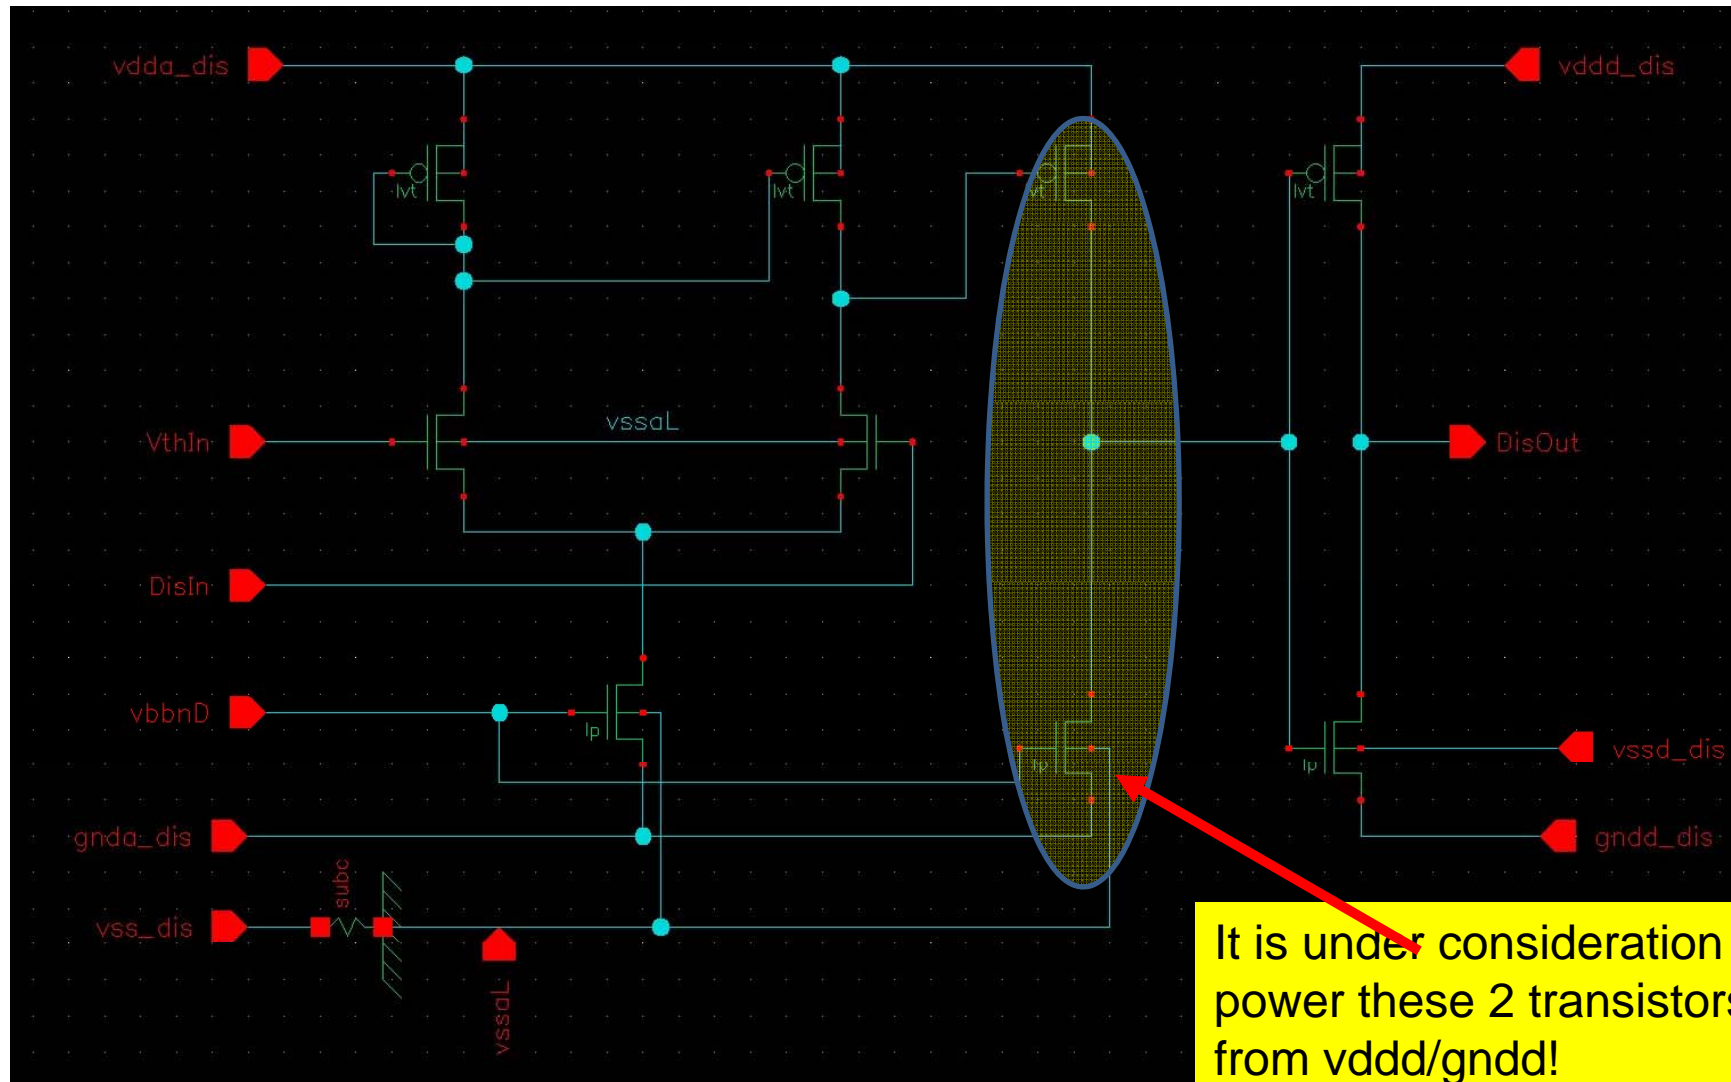 vdda_dis
vddd_dis
lvt
lvt
vt
lvt
vssaL
VthIn
DisOut
DisIn
vbbnD
lp
lp
lp
vssd_dis
gnda_dis
gndd_dis
subc
vss_dis
vssaL
It is under consideration
power these 2 transistors
from vddd/gndd!